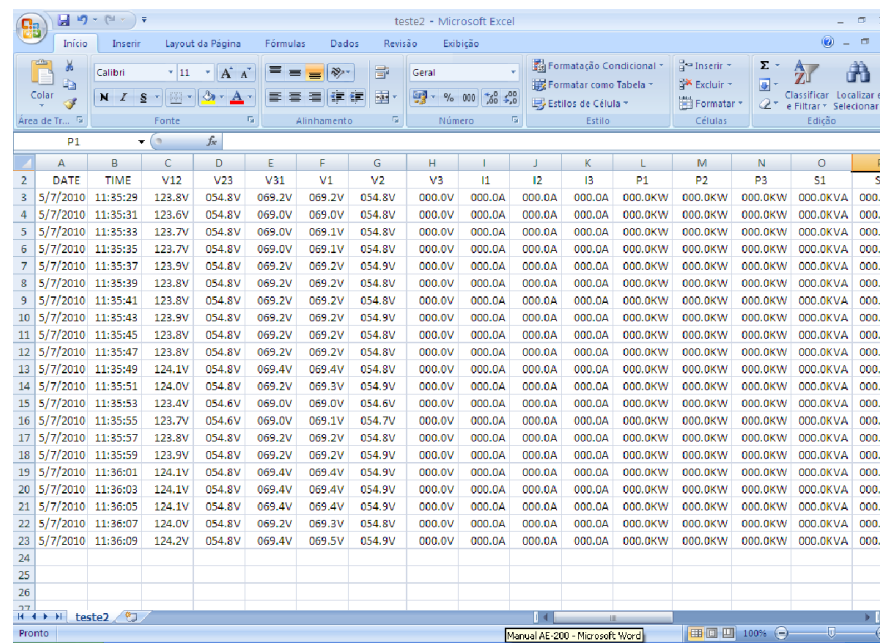 teste2 - Microsoft Excel
Início Inserir Layout da Página Fórmulas Dados Revisão Exibição
Colar Calibri 11 A A Geral Formatação Condicional Inserir Σ
N I S A % 000 Formatar como Tabela Excluir Classificar e Filtrar Localizar e Selecionar
Estilos de Célula Formatar
Área de Tr... Fonte Alinhamento Número Estilo Células Edição
P1 fx
A B C D E F G H I J K L M N O
2 DATE TIME V12 V23 V31 V1 V2 V3 I1 I2 I3 P1 P2 P3 S1
3 5/7/2010 11:35:29 123.8V 054.8V 069.2V 069.2V 054.8V 000.0V 000.0A 000.0A 000.0A 000.0KW 000.0KW 000.0KW 000.0KVA 000.
4 5/7/2010 11:35:31 123.6V 054.8V 069.0V 069.0V 054.8V 000.0V 000.0A 000.0A 000.0A 000.0KW 000.0KW 000.0KW 000.0KVA 000.
5 5/7/2010 11:35:33 123.7V 054.8V 069.0V 069.1V 054.8V 000.0V 000.0A 000.0A 000.0A 000.0KW 000.0KW 000.0KW 000.0KVA 000.
6 5/7/2010 11:35:35 123.7V 054.8V 069.0V 069.1V 054.8V 000.0V 000.0A 000.0A 000.0A 000.0KW 000.0KW 000.0KW 000.0KVA 000.
7 5/7/2010 11:35:37 123.9V 054.8V 069.2V 069.2V 054.9V 000.0V 000.0A 000.0A 000.0A 000.0KW 000.0KW 000.0KW 000.0KVA 000.
8 5/7/2010 11:35:39 123.8V 054.8V 069.2V 069.2V 054.8V 000.0V 000.0A 000.0A 000.0A 000.0KW 000.0KW 000.0KW 000.0KVA 000.
9 5/7/2010 11:35:41 123.8V 054.8V 069.2V 069.2V 054.8V 000.0V 000.0A 000.0A 000.0A 000.0KW 000.0KW 000.0KW 000.0KVA 000.
10 5/7/2010 11:35:43 123.9V 054.8V 069.2V 069.2V 054.9V 000.0V 000.0A 000.0A 000.0A 000.0KW 000.0KW 000.0KW 000.0KVA 000.
11 5/7/2010 11:35:45 123.8V 054.8V 069.2V 069.2V 054.8V 000.0V 000.0A 000.0A 000.0A 000.0KW 000.0KW 000.0KW 000.0KVA 000.
12 5/7/2010 11:35:47 123.8V 054.8V 069.2V 069.2V 054.8V 000.0V 000.0A 000.0A 000.0A 000.0KW 000.0KW 000.0KW 000.0KVA 000.
13 5/7/2010 11:35:49 124.1V 054.8V 069.4V 069.4V 054.8V 000.0V 000.0A 000.0A 000.0A 000.0KW 000.0KW 000.0KW 000.0KVA 000.
14 5/7/2010 11:35:51 124.0V 054.8V 069.2V 069.3V 054.9V 000.0V 000.0A 000.0A 000.0A 000.0KW 000.0KW 000.0KW 000.0KVA 000.
15 5/7/2010 11:35:53 123.4V 054.6V 069.0V 069.0V 054.6V 000.0V 000.0A 000.0A 000.0A 000.0KW 000.0KW 000.0KW 000.0KVA 000.
16 5/7/2010 11:35:55 123.7V 054.6V 069.0V 069.1V 054.7V 000.0V 000.0A 000.0A 000.0A 000.0KW 000.0KW 000.0KW 000.0KVA 000.
17 5/7/2010 11:35:57 123.8V 054.8V 069.2V 069.2V 054.8V 000.0V 000.0A 000.0A 000.0A 000.0KW 000.0KW 000.0KW 000.0KVA 000.
18 5/7/2010 11:35:59 123.9V 054.8V 069.2V 069.2V 054.9V 000.0V 000.0A 000.0A 000.0A 000.0KW 000.0KW 000.0KW 000.0KVA 000.
19 5/7/2010 11:36:01 124.1V 054.8V 069.4V 069.4V 054.9V 000.0V 000.0A 000.0A 000.0A 000.0KW 000.0KW 000.0KW 000.0KVA 000.
20 5/7/2010 11:36:03 124.1V 054.8V 069.4V 069.4V 054.9V 000.0V 000.0A 000.0A 000.0A 000.0KW 000.0KW 000.0KW 000.0KVA 000.
21 5/7/2010 11:36:05 124.1V 054.8V 069.4V 069.4V 054.9V 000.0V 000.0A 000.0A 000.0A 000.0KW 000.0KW 000.0KW 000.0KVA 000.
22 5/7/2010 11:36:07 124.0V 054.8V 069.2V 069.3V 054.8V 000.0V 000.0A 000.0A 000.0A 000.0KW 000.0KW 000.0KW 000.0KVA 000.
23 5/7/2010 11:36:09 124.2V 054.8V 069.4V 069.5V 054.9V 000.0V 000.0A 000.0A 000.0A 000.0KW 000.0KW 000.0KW 000.0KVA 000.
24
25
26
27
teste2
Pronto Manual AE-200 - Microsoft Word 100%